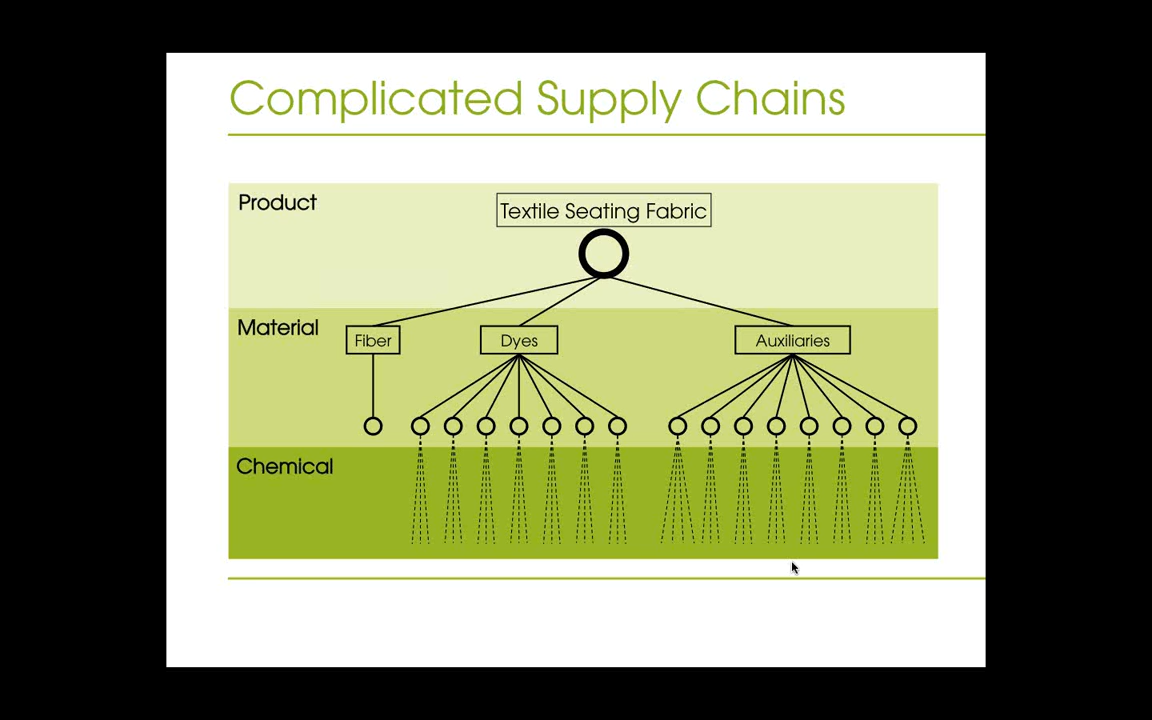 Complicated Supply Chains
Product
Textile Seating Fabric
Material
Fiber
Dyes
Auxiliaries
Chemical